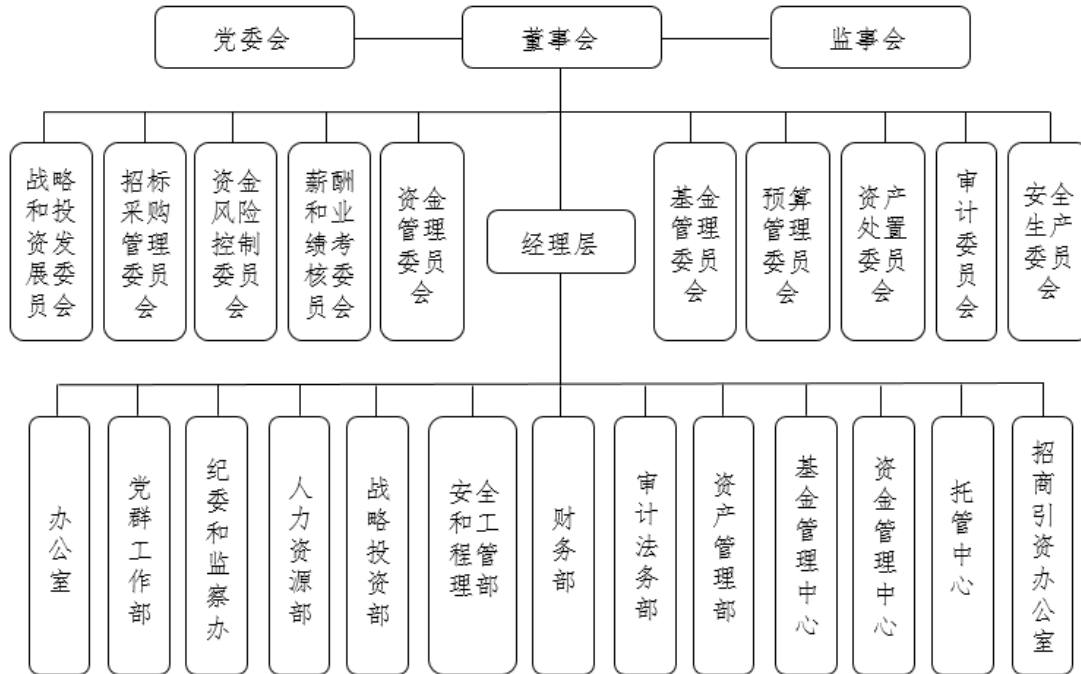 党委会
董事会
监事会
战略
和投
资发
展委
员会
招标
采购
管理
委员
会
资金
风险
控制
委员
会
薪酬
和业
绩考
核委
员会
资金
管理
委员
会
经理层
基金
管理
委员
会
预算
管理
委员
会
资产
处置
委员
会
审计委员会
安全
生产
委员
会
办公室
党群工作部
纪委和监察办
人力资源部
战略投资部
安全
和工
程管
理部
财务部
审计法务部
资产管理部
基金管理中心
资金管理中心
托管中心
招商引资办公室